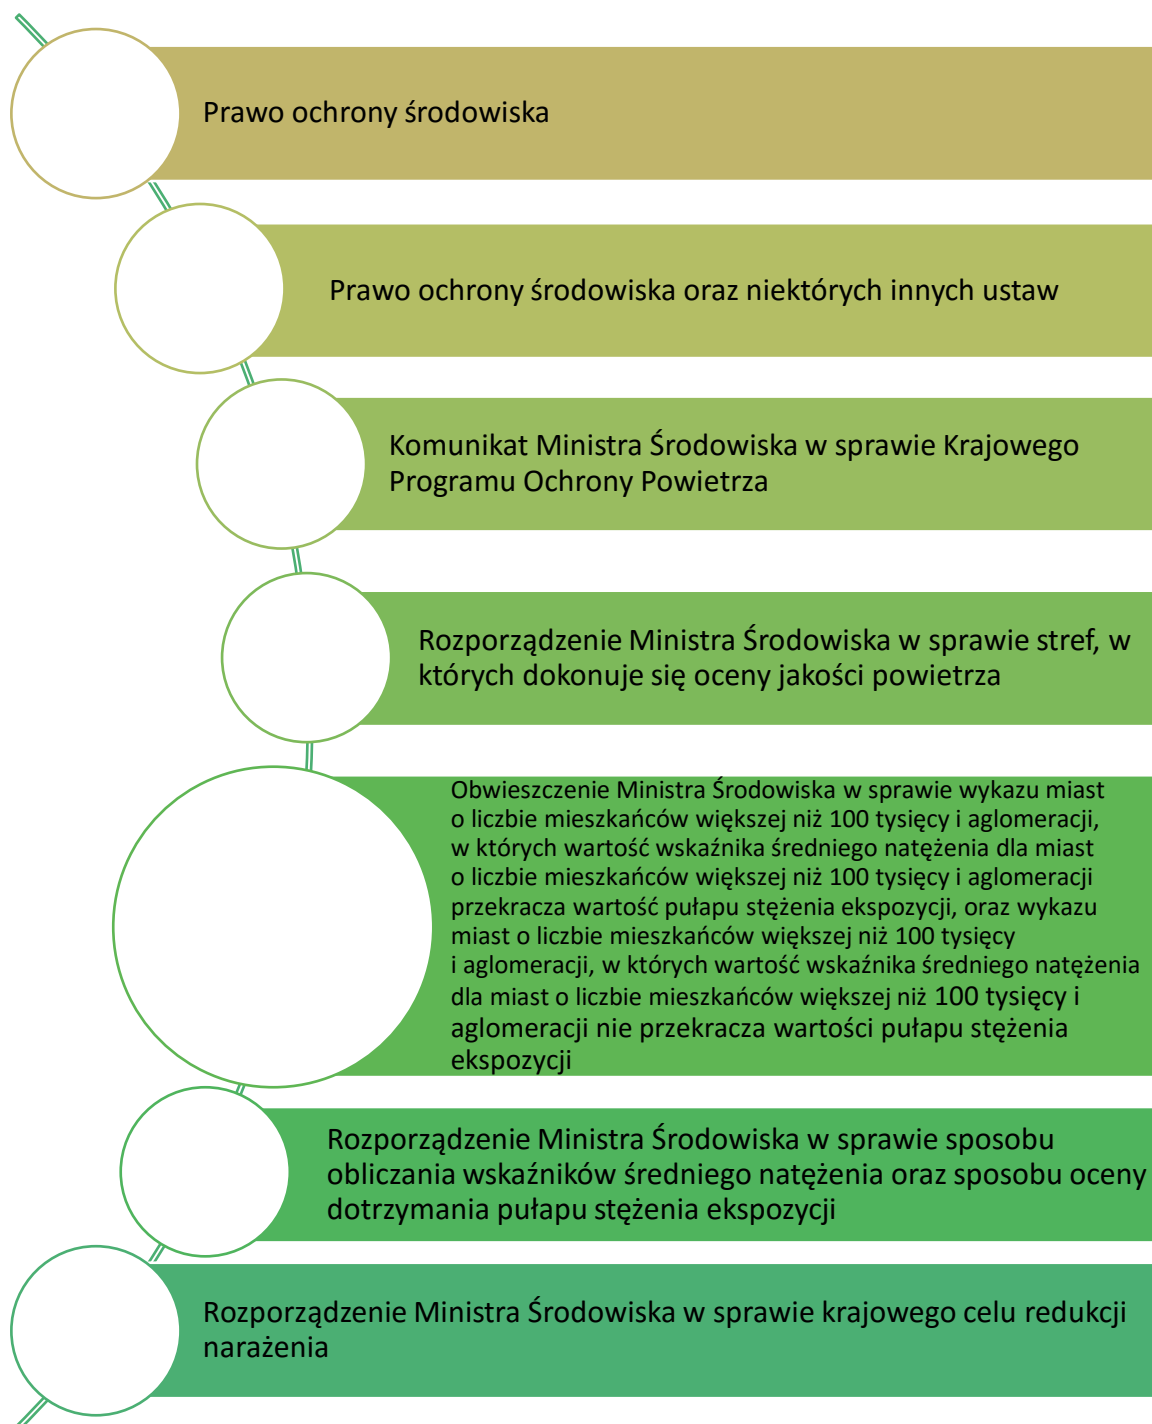 Prawo ochrony środowiska
Prawo ochrony środowiska oraz niektórych innych ustaw
Komunikat Ministra Środowiska w sprawie Krajowego
Programu Ochrony Powietrza
Rozporządzenie Ministra Środowiska w sprawie stref, w
których dokonuje się oceny jakości powietrza
Obwieszczenie Ministra Środowiska w sprawie wykazu miast
o liczbie mieszkańców większej niż 100 tysięcy i aglomeracji,
w których wartość wskaźnika średniego natężenia dla miast
o liczbie mieszkańców większej niż 100 tysięcy i aglomeracji
przekracza wartość pułapu stężenia ekspozycji, oraz wykazu
miast o liczbie mieszkańców większej niż 100 tysięcy
i aglomeracji, w których wartość wskaźnika średniego natężenia
dla miast o liczbie mieszkańców większej niż 100 tysięcy i
aglomeracji nie przekracza wartości pułapu stężenia
ekspozycji
Rozporządzenie Ministra Środowiska w sprawie sposobu
obliczania wskaźników średniego natężenia oraz sposobu oceny
dotrzymania pułapu stężenia ekspozycji
Rozporządzenie Ministra Środowiska w sprawie krajowego celu redukcji
narażenia